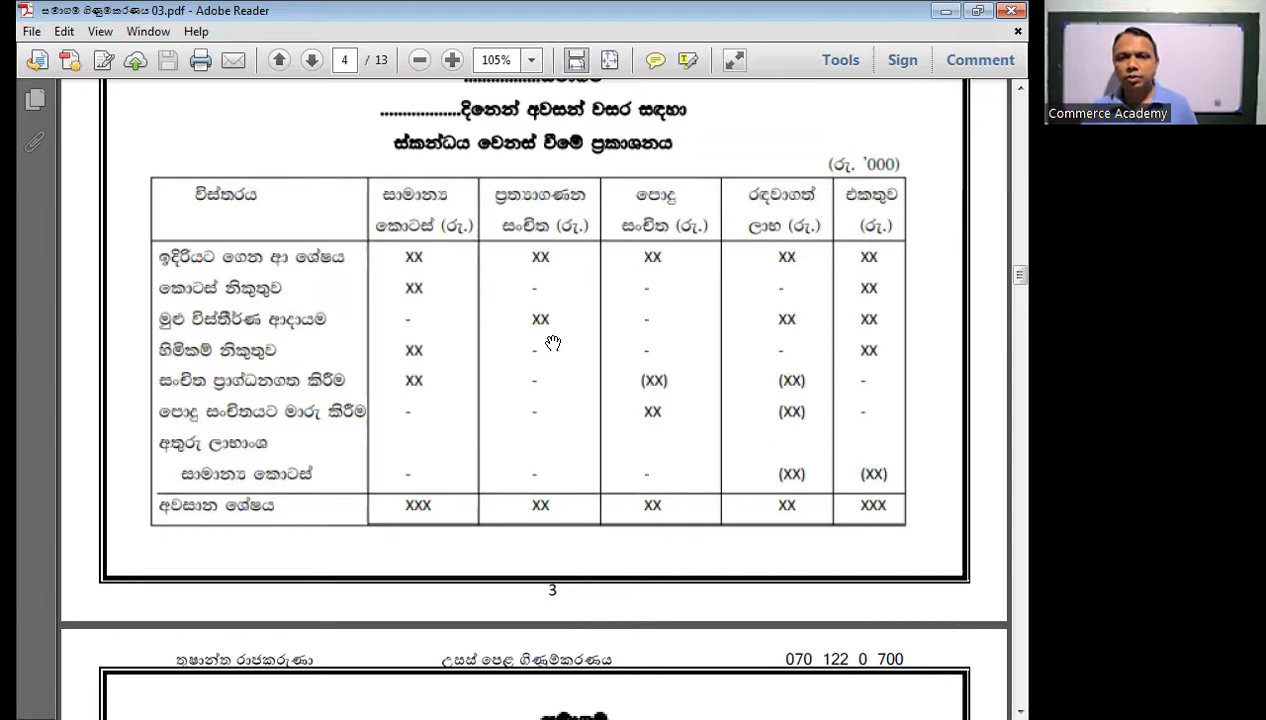 සමාගම් ගිණුම්කරණය 03.pdf - Adobe Reader
File Edit View Window Help
4 / 13 105% Tools Sign Comment
Commerce Academy
..................දිනෙන් අවසන් වසර සඳහා
ස්කන්ධය වෙනස් වීමේ ප්‍රකාශනය
(රු. '000)
විස්තරය සාමාන්‍ය ප්‍රත්‍යාගණන පොදු රඳවාගත් එකතුව
කොටස් (රු.) සංචිත (රු.) සංචිත (රු.) ලාභ (රු.) (රු.)
ඉදිරියට ගෙන ආ ශේෂය XX XX XX XX XX
කොටස් නිකුතුව XX - - - XX
මුළු විස්තීර්ණ ආදායම - XX - XX XX
හිමිකම් නිකුතුව XX - - - XX
සංචිත ප්‍රාග්ධනගත කිරීම XX - (XX) (XX) -
පොදු සංචිතයට මාරු කිරීම - - XX (XX) -
අතුරු ලාභාංශ
සාමාන්‍ය කොටස් - - - (XX) (XX)
අවසාන ශේෂය XXX XX XX XX XXX
3
තුෂාන්ත රාජකරුණා උසස් පෙළ ගිණුම්කරණය 070 122 0 700